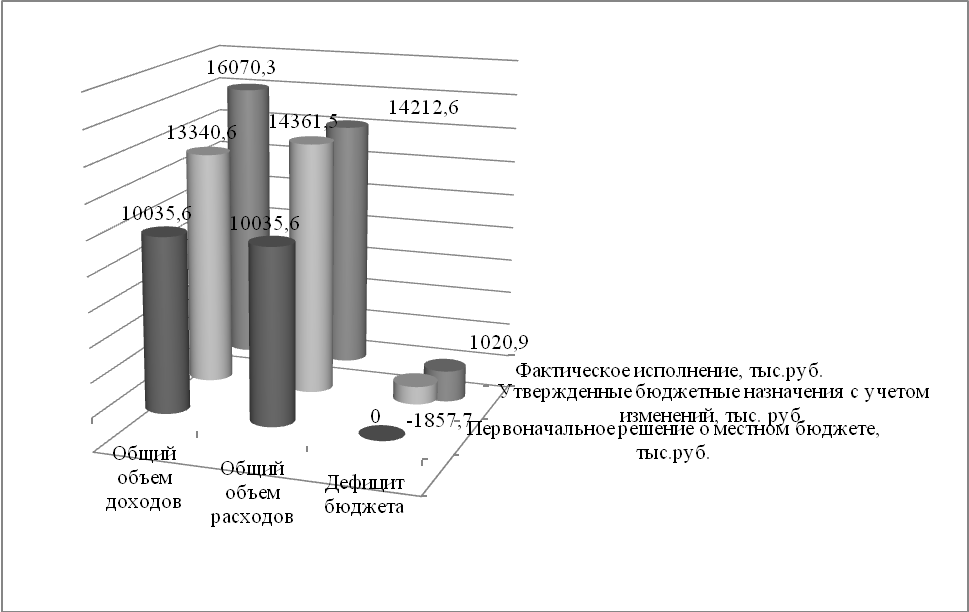 16070,3
14212,6
14361,5
13340,6
10035,6
10035,6
1020,9
-1857,7
0
Фактическое исполнение, тыс.руб.
Утвержденные бюджетные назначения с учетом
изменений, тыс. руб.
Первоначальное решение о местном бюджете,
тыс.руб.
Общий
объем
доходов
Общий
объем
расходов
Дефицит
бюджета